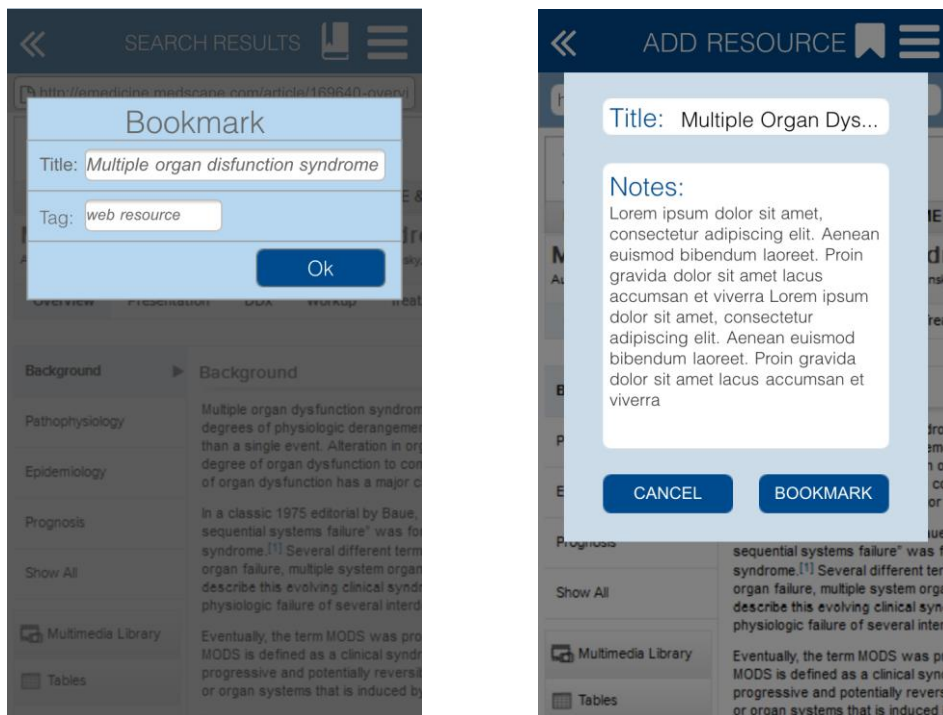 SEARCH RESULTS
http://emedicine.medscape.com/article/169640-overvi
Bookmark
Title: Multiple organ disfunction syndrome
Tag: web resource
Ok
Overview Presentation DDx Workup Treat
Background
Pathophysiology
Epidemiology
Prognosis
Show All
Multimedia Library
Tables
Background
Multiple organ dysfunction syndrom
degrees of physiologic derangemen
than a single event. Alteration in org
degree of organ dysfunction to com
of organ dysfunction has a major c
In a classic 1975 editorial by Baue,
sequential systems failure" was fo
syndrome.[1] Several different term
organ failure, multiple system organ
describe this evolving clinical syndr
physiologic failure of several interd
Eventually, the term MODS was pro
MODS is defined as a clinical syndr
progressive and potentially reversib
or organ systems that is induced by
ADD RESOURCE
Title: Multiple Organ Dys...
Notes:
Lorem ipsum dolor sit amet,
consectetur adipiscing elit. Aenean
euismod bibendum laoreet. Proin
gravida dolor sit amet lacus
accumsan et viverra Lorem ipsum
dolor sit amet, consectetur
adipiscing elit. Aenean euismod
bibendum laoreet. Proin gravida
dolor sit amet lacus accumsan et
viverra
CANCEL
BOOKMARK
Prognosis
Show All
Multimedia Library
Tables
sequential systems failure" was f
syndrome.[1] Several different ter
organ failure, multiple system orga
describe this evolving clinical syn
physiologic failure of several inter
Eventually, the term MODS was p
MODS is defined as a clinical syn
progressive and potentially revers
or organ systems that is induced